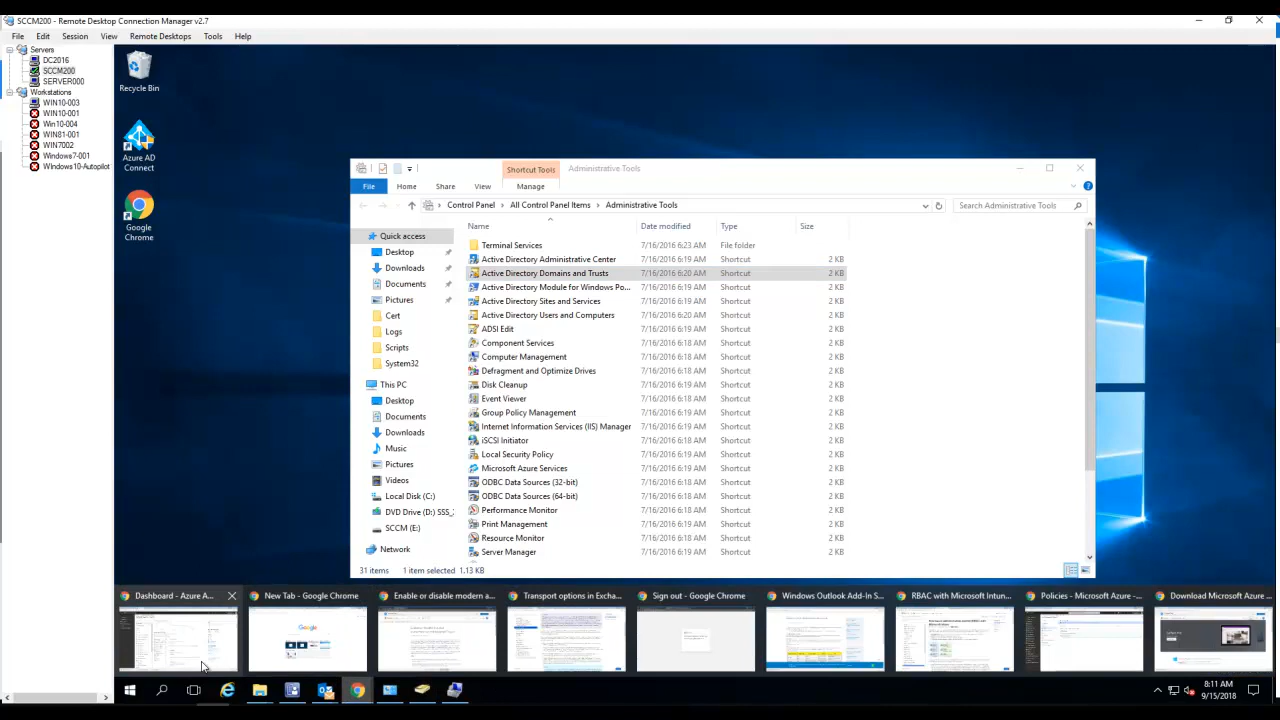 SCCM200 - Remote Desktop Connection Manager v2.7
File Edit Session View Remote Desktops Tools Help
Servers
DC2016
SCCM200
SERVER000
Workstations
WIN10-003
WIN10-001
Win10-004
WIN81-001
WIN7002
Windows7-001
Windows10-Autopilot
Recycle Bin
Azure AD
Connect
Google
Chrome
Shortcut Tools Administrative Tools
File Home Share View Manage
Control Panel All Control Panel Items Administrative Tools Search Administrative Tools
Quick access
Desktop
Downloads
Documents
Pictures
Cert
Logs
Scripts
System32
This PC
Desktop
Documents
Downloads
Music
Pictures
Videos
Local Disk (C:)
DVD Drive (D:) SSS_
SCCM (E:)
Network
Name Date modified Type Size
Terminal Services 7/16/2016 6:23 AM File folder
Active Directory Administrative Center 7/16/2016 6:19 AM Shortcut 2 KB
Active Directory Domains and Trusts 7/16/2016 6:20 AM Shortcut 2 KB
Active Directory Module for Windows Po... 7/16/2016 6:19 AM Shortcut 2 KB
Active Directory Sites and Services 7/16/2016 6:19 AM Shortcut 2 KB
Active Directory Users and Computers 7/16/2016 6:20 AM Shortcut 2 KB
ADSI Edit 7/16/2016 6:19 AM Shortcut 2 KB
Component Services 7/16/2016 6:18 AM Shortcut 2 KB
Computer Management 7/16/2016 6:18 AM Shortcut 2 KB
Defragment and Optimize Drives 7/16/2016 6:18 AM Shortcut 2 KB
Disk Cleanup 7/16/2016 6:19 AM Shortcut 2 KB
Event Viewer 7/16/2016 6:18 AM Shortcut 2 KB
Group Policy Management 7/16/2016 6:19 AM Shortcut 2 KB
Internet Information Services (IIS) Manager 7/16/2016 6:19 AM Shortcut 2 KB
iSCSI Initiator 7/16/2016 6:18 AM Shortcut 2 KB
Local Security Policy 7/16/2016 6:19 AM Shortcut 2 KB
Microsoft Azure Services 7/16/2016 6:19 AM Shortcut 2 KB
ODBC Data Sources (32-bit) 7/16/2016 6:18 AM Shortcut 2 KB
ODBC Data Sources (64-bit) 7/16/2016 6:18 AM Shortcut 2 KB
Performance Monitor 7/16/2016 6:18 AM Shortcut 2 KB
Print Management 7/16/2016 6:19 AM Shortcut 2 KB
Resource Monitor 7/16/2016 6:18 AM Shortcut 2 KB
Server Manager 7/16/2016 6:19 AM Shortcut 2 KB
31 items 1 item selected 1.13 KB
Dashboard - Azure A... New Tab - Google Chrome Enable or disable modern a... Transport options in Excha... Sign out - Google Chrome Windows Outlook Add-In S... RBAC with Microsoft Intun... Policies - Microsoft Azure -... Download Microsoft Azure ...
Google
8:11 AM
9/15/2018